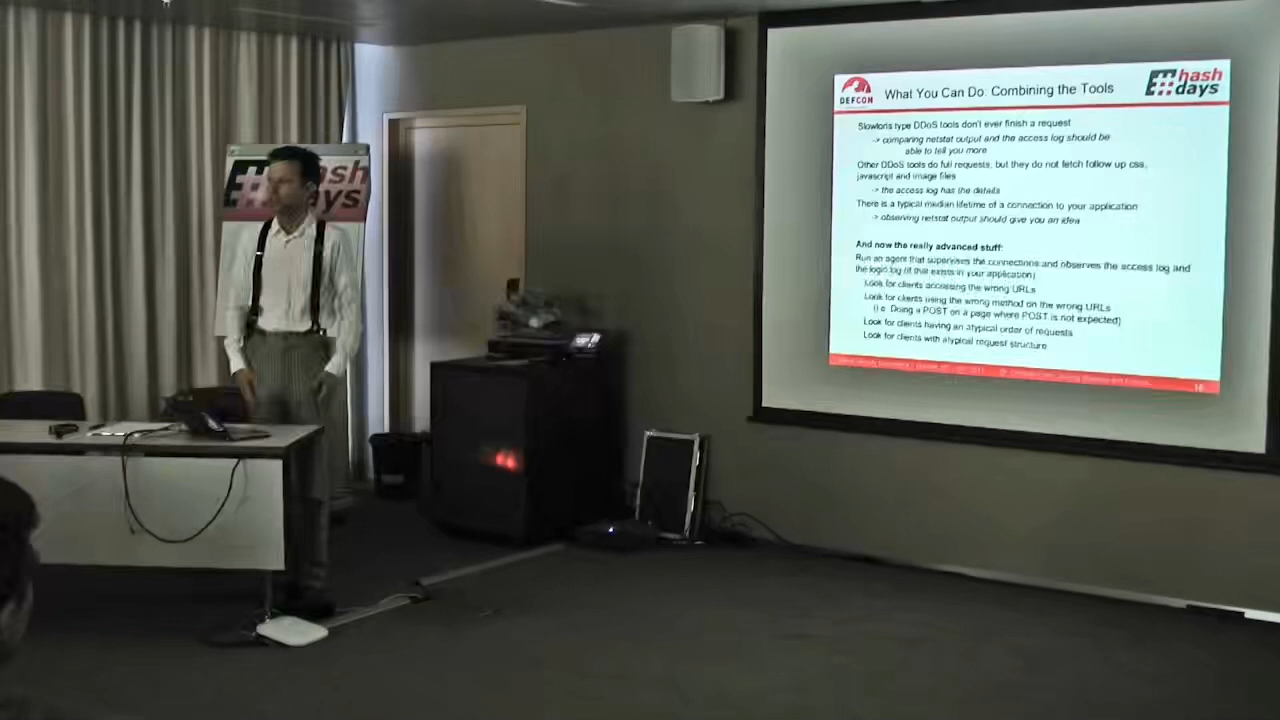 hash
days
DEFCON
What You Can Do: Combining the Tools
hash
days
Slowloris type DDoS tools don't ever finish a request
-> comparing netstat output and the access log should be
able to tell you more
Other DDoS tools do full requests, but they do not fetch follow up css,
javascript and image files
-> the access log has the details
There is a typical median lifetime of a connection to your application
-> observing netstat output should give you an idea
And now the really advanced stuff:
Run an agent that supervises the connections and observes the access log and
the logic log (if that exists in your application)
Look for clients accessing the wrong URLs
Look for clients using the wrong method on the wrong URLs
(i.e. Doing a POST on a page where POST is not expected)
Look for clients having an atypical order of requests
Look for clients with atypical request structure
16